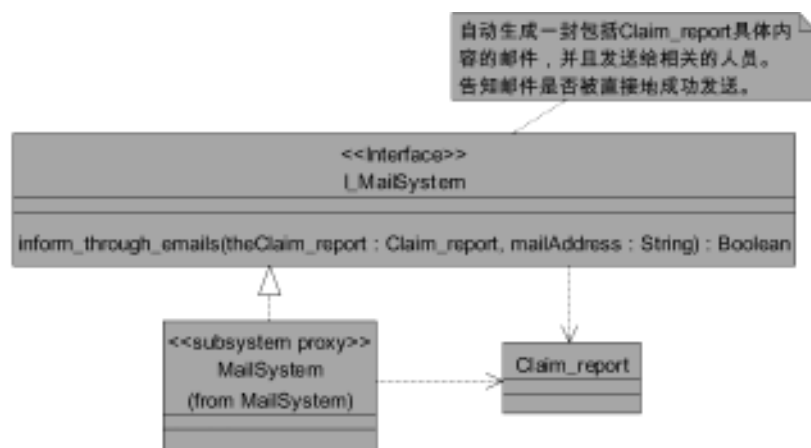 自动生成一封包括Claim_report具体内
容的邮件，并且发送给相关的人员。
告知邮件是否被直接地成功发送。
<<Interface>>
I_MailSystem
inform_through_emails(theClaim_report : Claim_report, mailAddress : String) : Boolean
<<subsystem proxy>>
MailSystem
(from MailSystem)
Claim_report